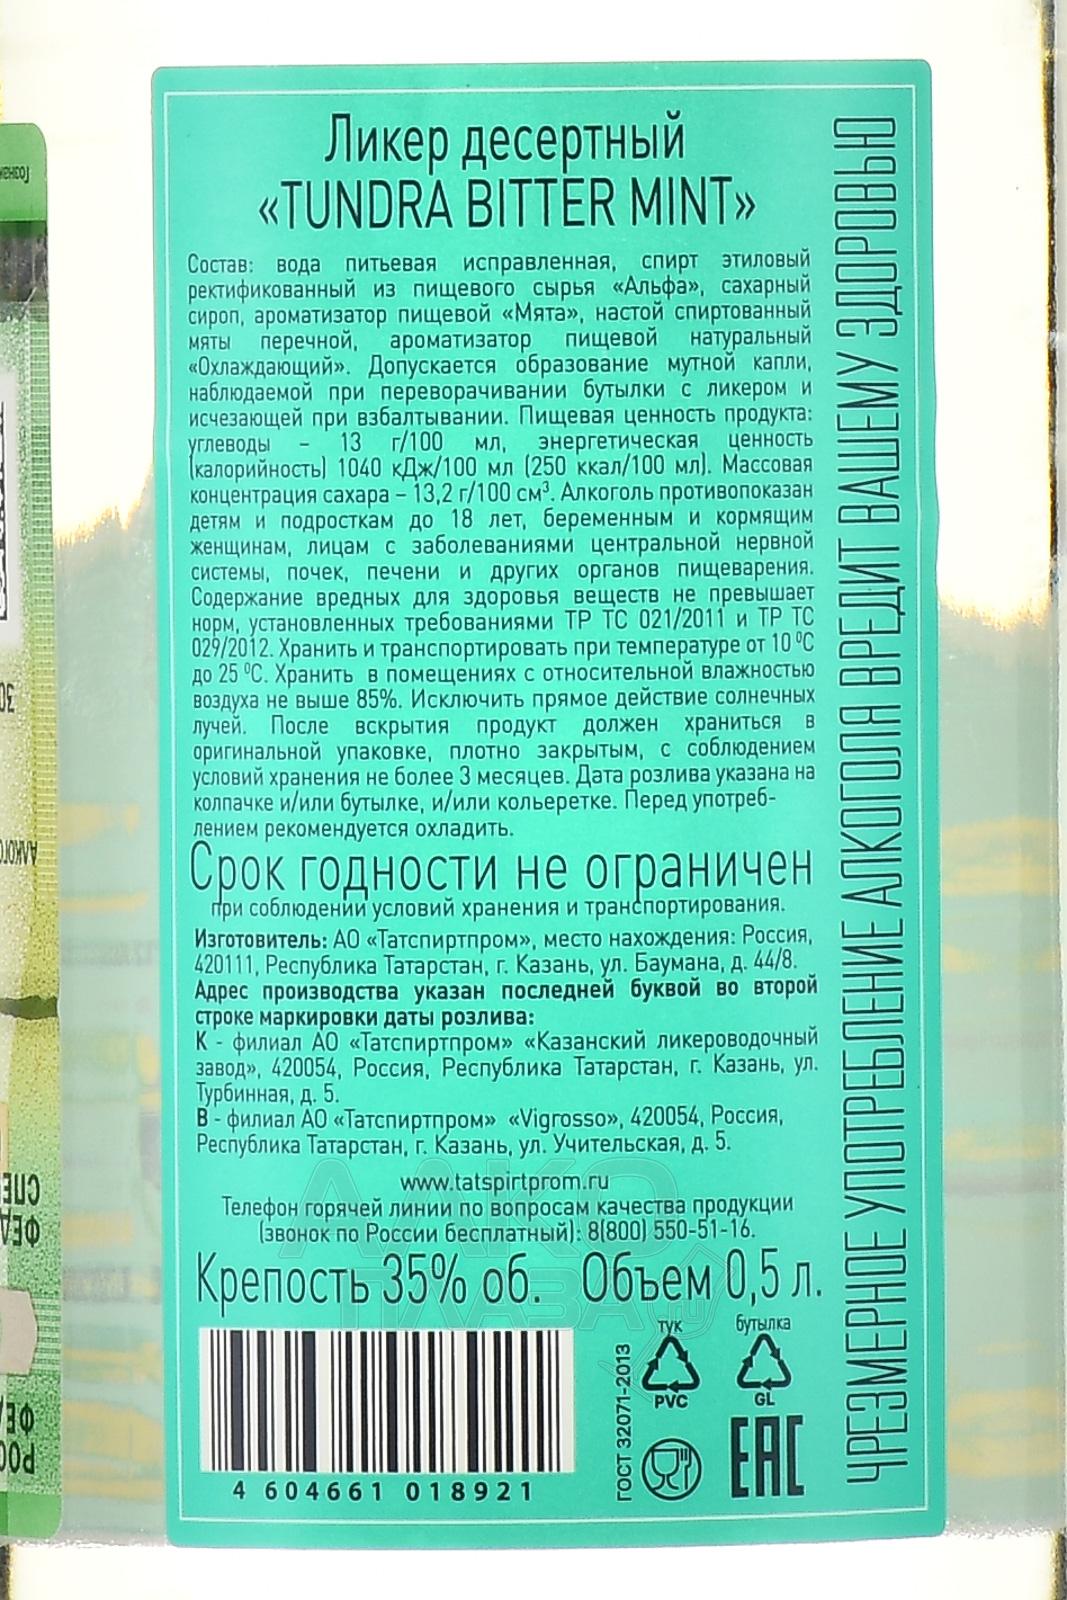 Ликер десертный
«TUNDRA BITTER MINT»
Состав: вода питьевая исправленная, спирт этиловый
ректификованный из пищевого сырья «Альфа», сахарный
сироп, ароматизатор пищевой «Мята», настой спиртованный
мяты перечной, ароматизатор пищевой натуральный
«Охлаждающий». Допускается образование мутной капли,
наблюдаемой при переворачивании бутылки с ликером и
исчезающей при взбалтывании. Пищевая ценность продукта:
углеводы – 13 г/100 мл, энергетическая ценность
(калорийность) 1040 кДж/100 мл (250 ккал/100 мл). Массовая
концентрация сахара – 13,2 г/100 см³. Алкоголь противопоказан
детям и подросткам до 18 лет, беременным и кормящим
женщинам, лицам с заболеваниями центральной нервной
системы, почек, печени и других органов пищеварения.
Содержание вредных для здоровья веществ не превышает
норм, установленных требованиями ТР ТС 021/2011 и ТР ТС
029/2012. Хранить и транспортировать при температуре от 10 ⁰С
до 25 ⁰С. Хранить в помещениях с относительной влажностью
воздуха не выше 85%. Исключить прямое действие солнечных
лучей. После вскрытия продукт должен храниться в
оригинальной упаковке, плотно закрытым, с соблюдением
условий хранения не более 3 месяцев. Дата розлива указана на
колпачке и/или бутылке, и/или кольеретке. Перед употреб-
лением рекомендуется охладить.
Срок годности не ограничен
при соблюдении условий хранения и транспортирования.
Изготовитель: АО «Татспиртпром», место нахождения: Россия,
420111, Республика Татарстан, г. Казань, ул. Баумана, д. 44/8.
Адрес производства указан последней буквой во второй
строке маркировки даты розлива:
К - филиал АО «Татспиртпром» «Казанский ликероводочный
завод», 420054, Россия, Республика Татарстан, г. Казань, ул.
Турбинная, д. 5.
В - филиал АО «Татспиртпром» «Vigrosso», 420054, Россия,
Республика Татарстан, г. Казань, ул. Учительская, д. 5.
www.tatspirtprom.ru
Телефон горячей линии по вопросам качества продукции
(звонок по России бесплатный): 8(800) 550-51-16.
Крепость 35% об. Объем 0,5 л.
4 604661 018921
ГОСТ 32071-2013
тук
PVC
бутылка
GL
EAC
ЧРЕЗМЕРНОЕ УПОТРЕБЛЕНИЕ АЛКОГОЛЯ ВРЕДИТ ВАШЕМУ ЗДОРОВЬЮ
АЛКО
ПЛАЗА
.ru